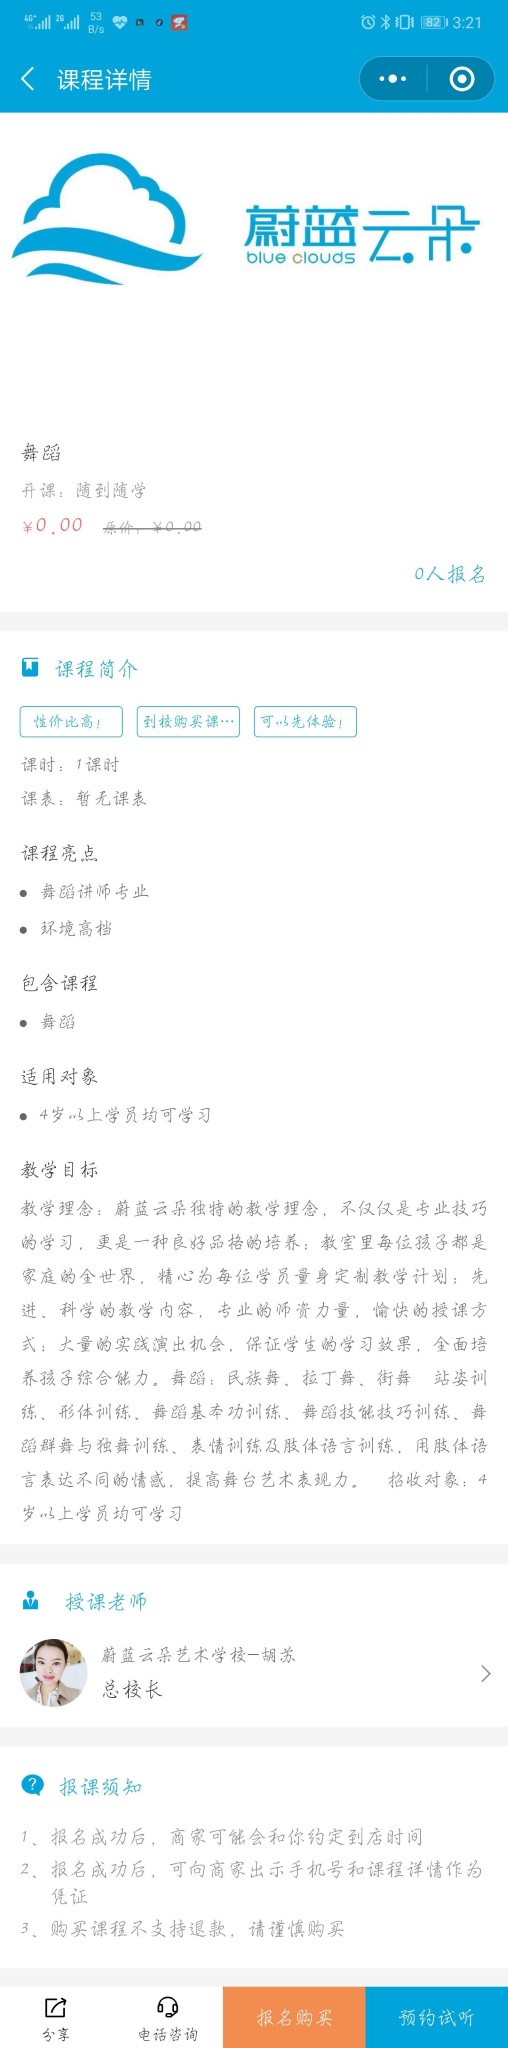 4G 2G 53 B/s 82 3:21
课程详情
蔚蓝云朵
blue clouds
舞蹈
开课：随到随学
¥0.00 原价：¥0.00
0人报名
课程简介
性价比高！ 到校购买课… 可以先体验！
课时：1课时
课表：暂无课表
课程亮点
舞蹈讲师专业
环境高档
包含课程
舞蹈
适用对象
4岁以上学员均可学习
教学目标
教学理念：蔚蓝云朵独特的教学理念，不仅仅是专业技巧
的学习，更是一种良好品格的培养；教室里每位孩子都是
家庭的全世界，精心为每位学员量身定制教学计划；先
进、科学的教学内容，专业的师资力量，愉快的授课方
式；大量的实践演出机会，保证学生的学习效果，全面培
养孩子综合能力。舞蹈：民族舞、拉丁舞、街舞 站姿训
练、形体训练、舞蹈基本功训练、舞蹈技能技巧训练、舞
蹈群舞与独舞训练、表情训练及肢体语言训练，用肢体语
言表达不同的情感，提高舞台艺术表现力。 招收对象：4
岁以上学员均可学习
授课老师
蔚蓝云朵艺术学校—胡苏
总校长
报课须知
1、报名成功后，商家可能会和你约定到店时间
2、报名成功后，可向商家出示手机号和课程详情作为
凭证
3、购买课程不支持退款，请谨慎购买
分享 电话咨询 报名购买 预约试听